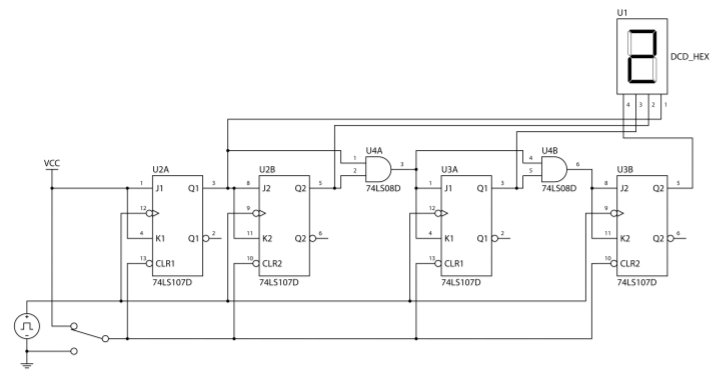 U1
DCD_HEX
4 3 2 1
U4A
1 2 3
74LS08D
U4B
4 5 6
74LS08D
VCC
U2A
1 J1 Q1 3
12
4 K1 Q1 2
13 CLR1
74LS107D
U2B
8 J2 Q2 5
9
11 K2 Q2 6
10 CLR2
74LS107D
U3A
1 J1 Q1 3
12
4 K1 Q1 2
13 CLR1
74LS107D
U3B
8 J2 Q2 5
9
11 K2 Q2 6
10 CLR2
74LS107D